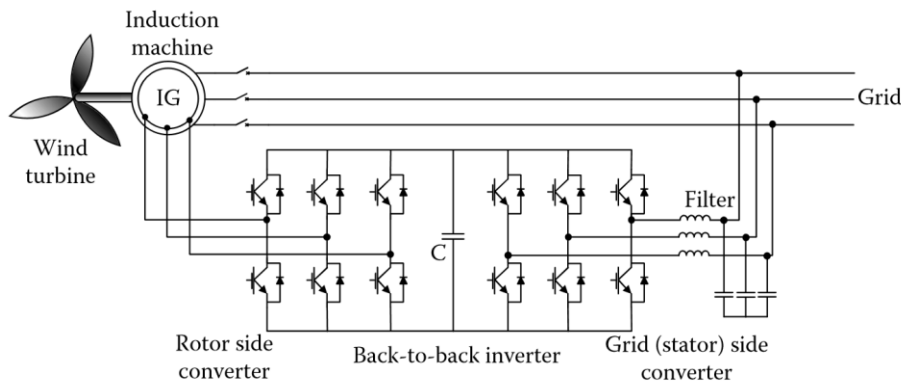 Induction
machine
IG
Grid
Wind
turbine
Filter
C
Rotor side
converter
Back-to-back inverter
Grid (stator) side
converter